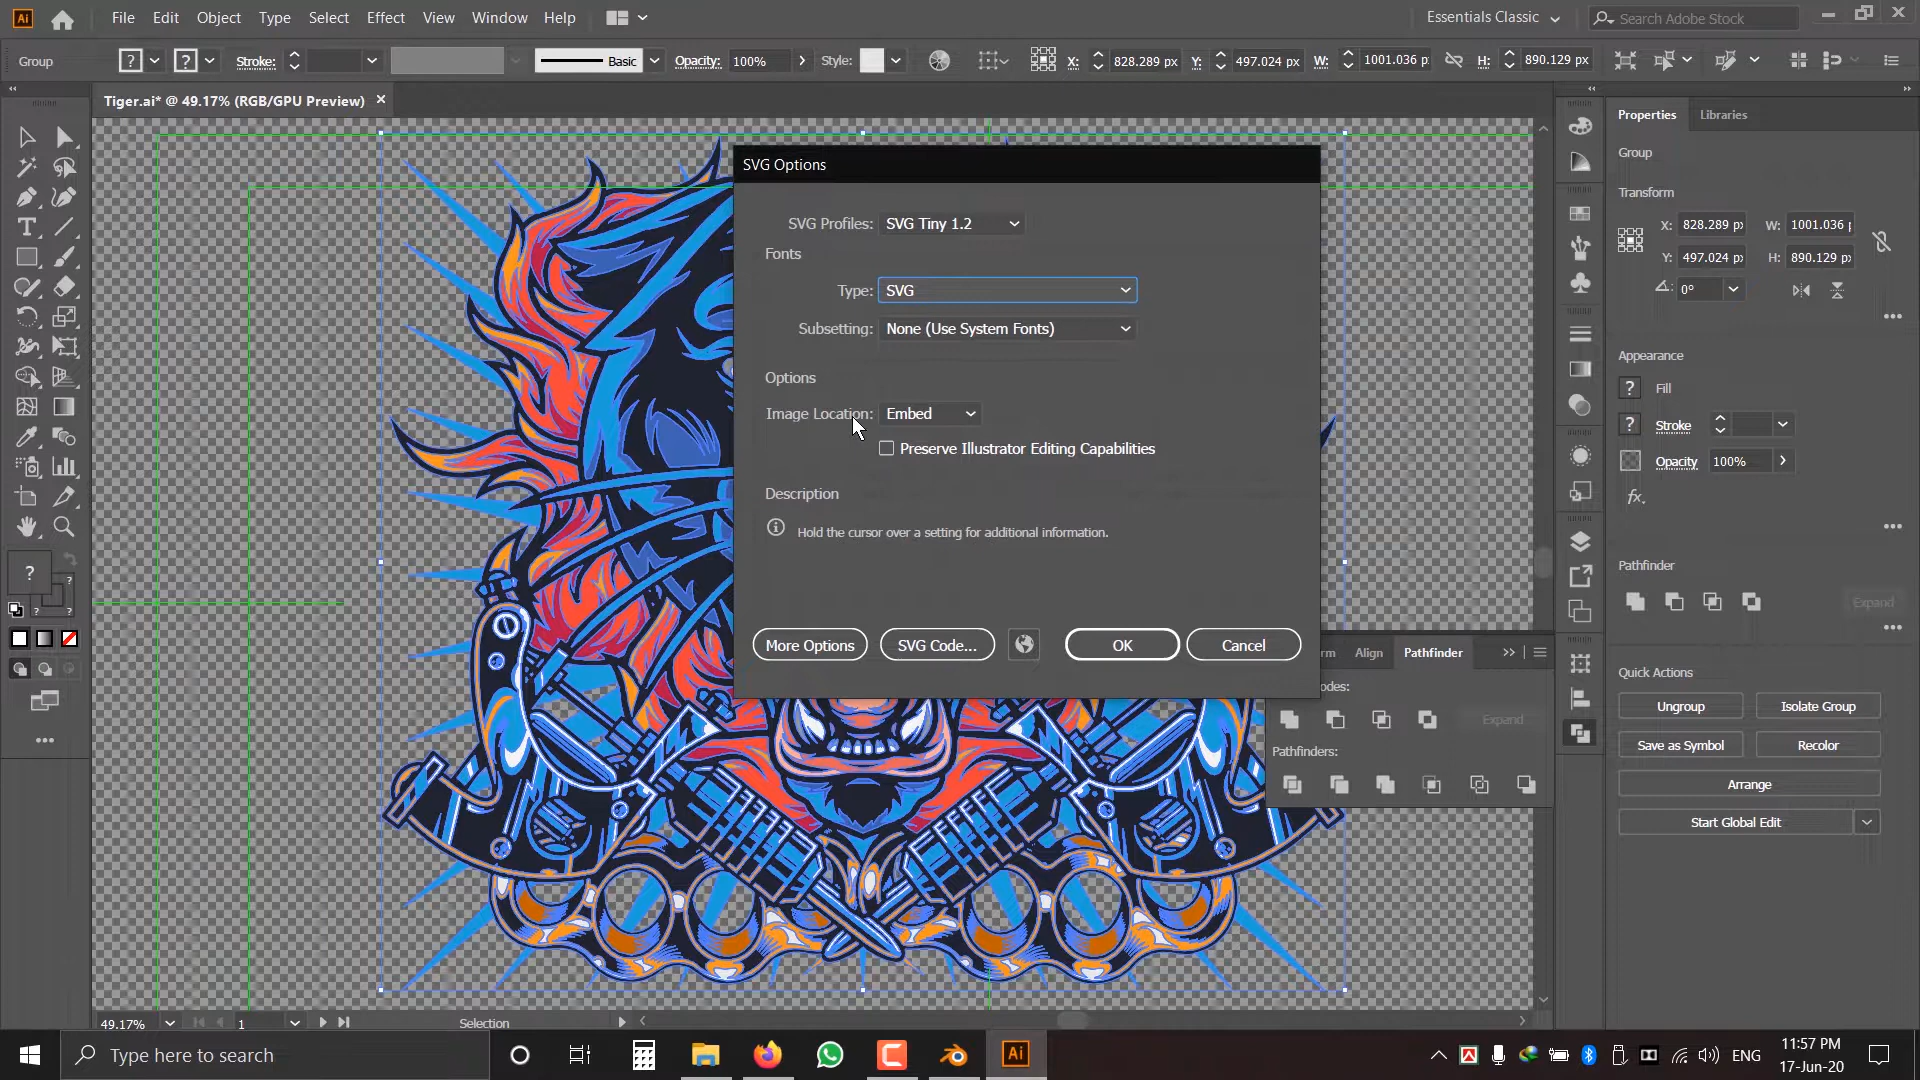 Ai File Edit Object Type Select Effect View Window Help Essentials Classic Search Adobe Stock
Group ? ? Stroke: Basic Opacity: 100% Style: X: 828.289 px Y: 497.024 px W: 1001.036 p H: 890.129 px
Tiger.ai* @ 49.17% (RGB/GPU Preview)
SVG Options
SVG Profiles: SVG Tiny 1.2
Fonts
Type: SVG
Subsetting: None (Use System Fonts)
Options
Image Location: Embed
Preserve Illustrator Editing Capabilities
Description
Hold the cursor over a setting for additional information.
More Options SVG Code... OK Cancel
Properties Libraries
Group
Transform
X: 828.289 p W: 1001.036
Y: 497.024 p H: 890.129
0°
Appearance
? Fill
? Stroke
Opacity 100%
fx.
Pathfinder
Expand
Quick Actions
Ungroup Isolate Group
Save as Symbol Recolor
Arrange
Start Global Edit
rm Align Pathfinder
odes:
Expand
Pathfinders:
? ? ? ?
49.17% 1 Selection
Type here to search Ai ENG 11:57 PM
17-Jun-20